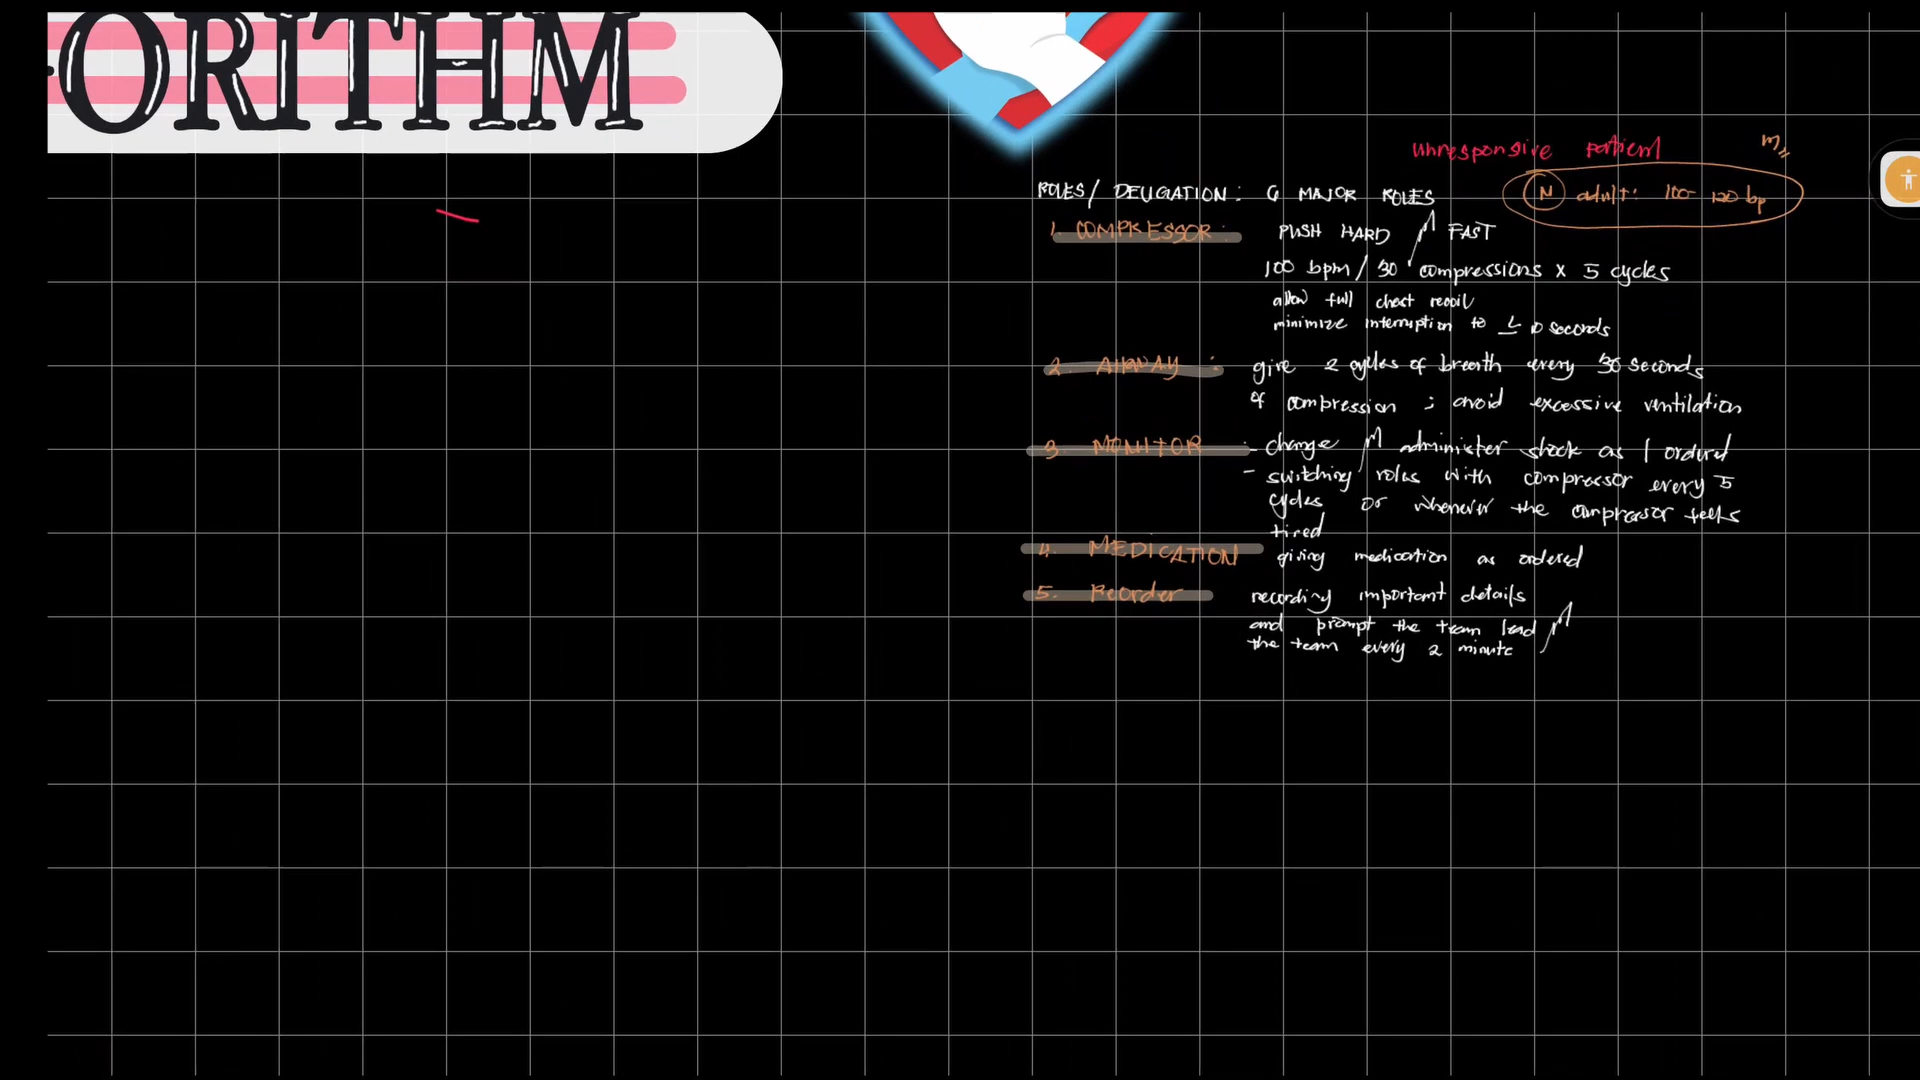 ORITHM
unresponsive patient
ROLES/ DELIGATION: 6 MAJOR ROLES
N adult: 100-120 bp
m
1. COMPRESSOR: PUSH HARD / FAST
100 bpm / 30 compressions x 5 cycles
allow full chest recoil
minimize interruption to ≤ 10 seconds
2. AIRWAY: give 2 cycles of breath every 30 seconds
of compression ; avoid excessive ventilation
3. MONITOR - change / administer shock as ordered
- switching roles with compressor every 5
cycles or whenever the compressor feels
tired
4. MEDICATION giving medication as ordered
5. Recorder recording important details
and prompt the team lead /
the team every 2 minute